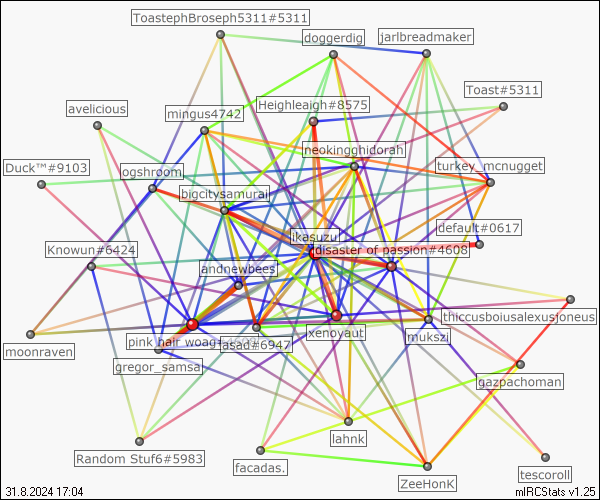 ToastephBroseph5311#5311
doggerdig
jarlbreadmaker
Toast#5311
avelicious
mingus4742
Heighleaigh#8575
neokingghidorah
Duck™#9103
ogshroom
turkey_mcnugget
bigcitysamurai
default#0617
ikasuzu
disaster of passion#4608
Knowun#6424
andnewbees
thiccusboiusalexusjoneus
pink hair woag
asad#6947
xenoyaut
mukszi
moonraven
gregor_samsa
gazpachoman
lahnk
Random Stuf6#5983
facadas.
ZeeHonK
tescoroll
31.8.2024 17:04
mIRCStats v1.25